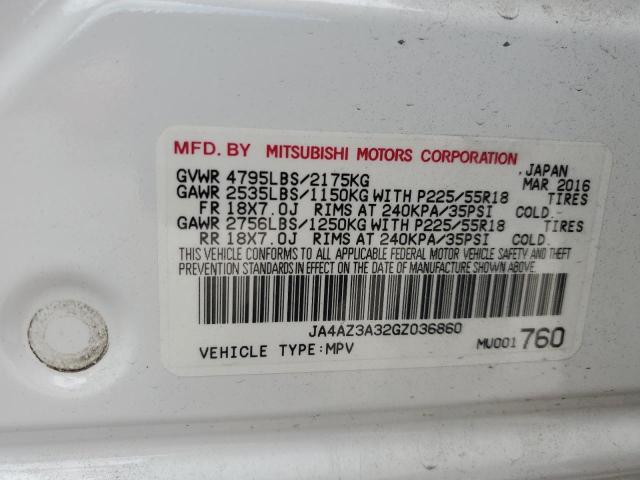 MFD. BY MITSUBISHI MOTORS CORPORATION
, JAPAN
GVWR 4795LBS/2175KG MAR 2016
GAWR 2535LBS/1150KG WITH P225/55R18 TIRES
FR 18X7.0J RIMS AT 240KPA/35PSI COLD.
GAWR 2756LBS/1250KG WITH P225/55R18 TIRES
RR 18X7.0J RIMS AT 240KPA/35PSI COLD.
THIS VEHICLE CONFORMS TO ALL APPLICABLE FEDERAL MOTOR VEHICLE SAFETY AND THEFT
PREVENTION STANDARDS IN EFFECT ON THE DATE OF MANUFACTURE SHOWN ABOVE.
JA4AZ3A32GZ036860
VEHICLE TYPE:MPV MU001 760